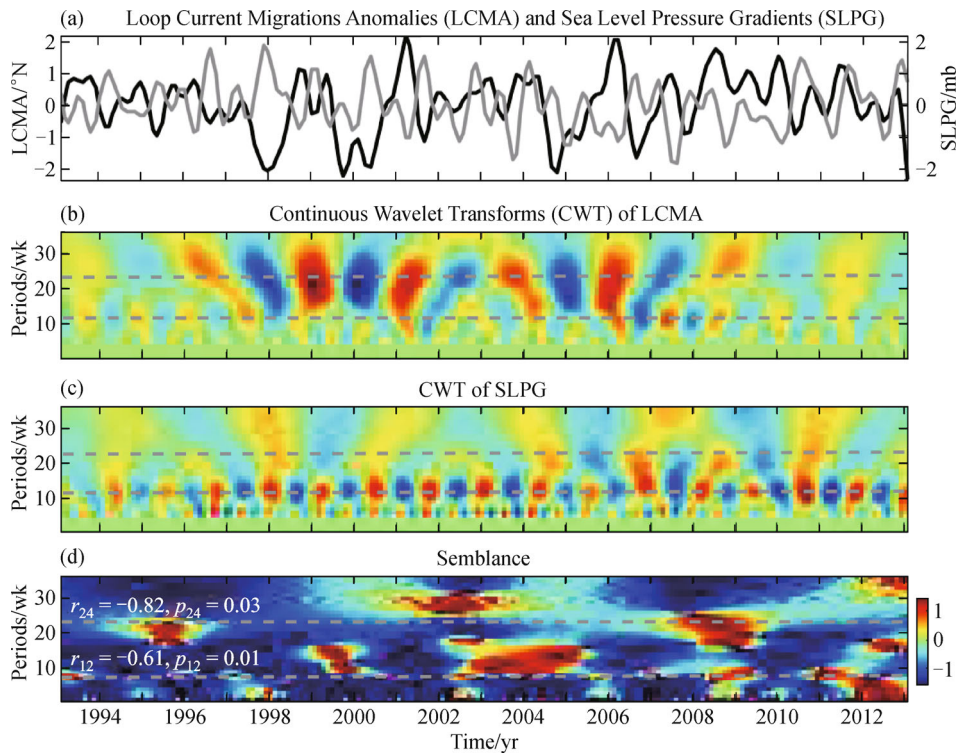 (a) Loop Current Migrations Anomalies (LCMA) and Sea Level Pressure Gradients (SLPG)
LCMA/°N
2
1
0
−1
−2
SLPG/mb
2
0
−2
(b) Continuous Wavelet Transforms (CWT) of LCMA
Periods/wk
30
20
10
(c) CWT of SLPG
Periods/wk
30
20
10
(d) Semblance
Periods/wk
30
20
10
r24 = −0.82, p24 = 0.03
r12 = −0.61, p12 = 0.01
1
0
−1
1994 1996 1998 2000 2002 2004 2006 2008 2010 2012
Time/yr